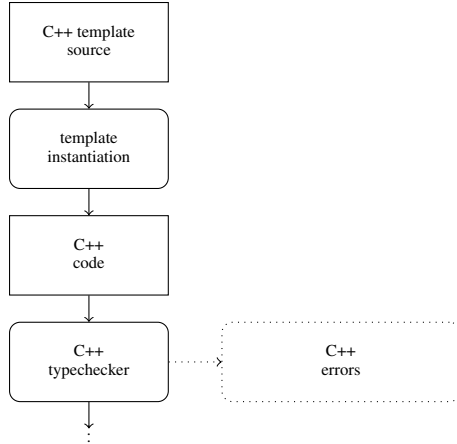 C++ template
source
template
instantiation
C++
code
C++
typechecker
C++
errors